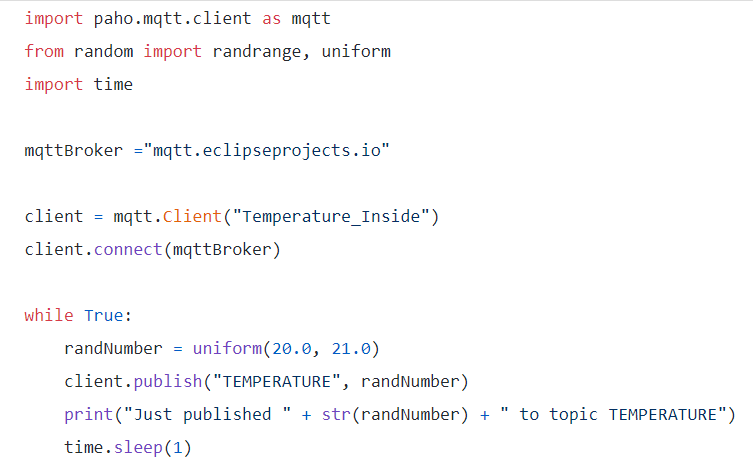 import paho.mqtt.client as mqtt
from random import randrange, uniform
import time

mqttBroker ="mqtt.eclipseprojects.io"

client = mqtt.Client("Temperature_Inside")
client.connect(mqttBroker)

while True:
    randNumber = uniform(20.0, 21.0)
    client.publish("TEMPERATURE", randNumber)
    print("Just published " + str(randNumber) + " to topic TEMPERATURE")
    time.sleep(1)